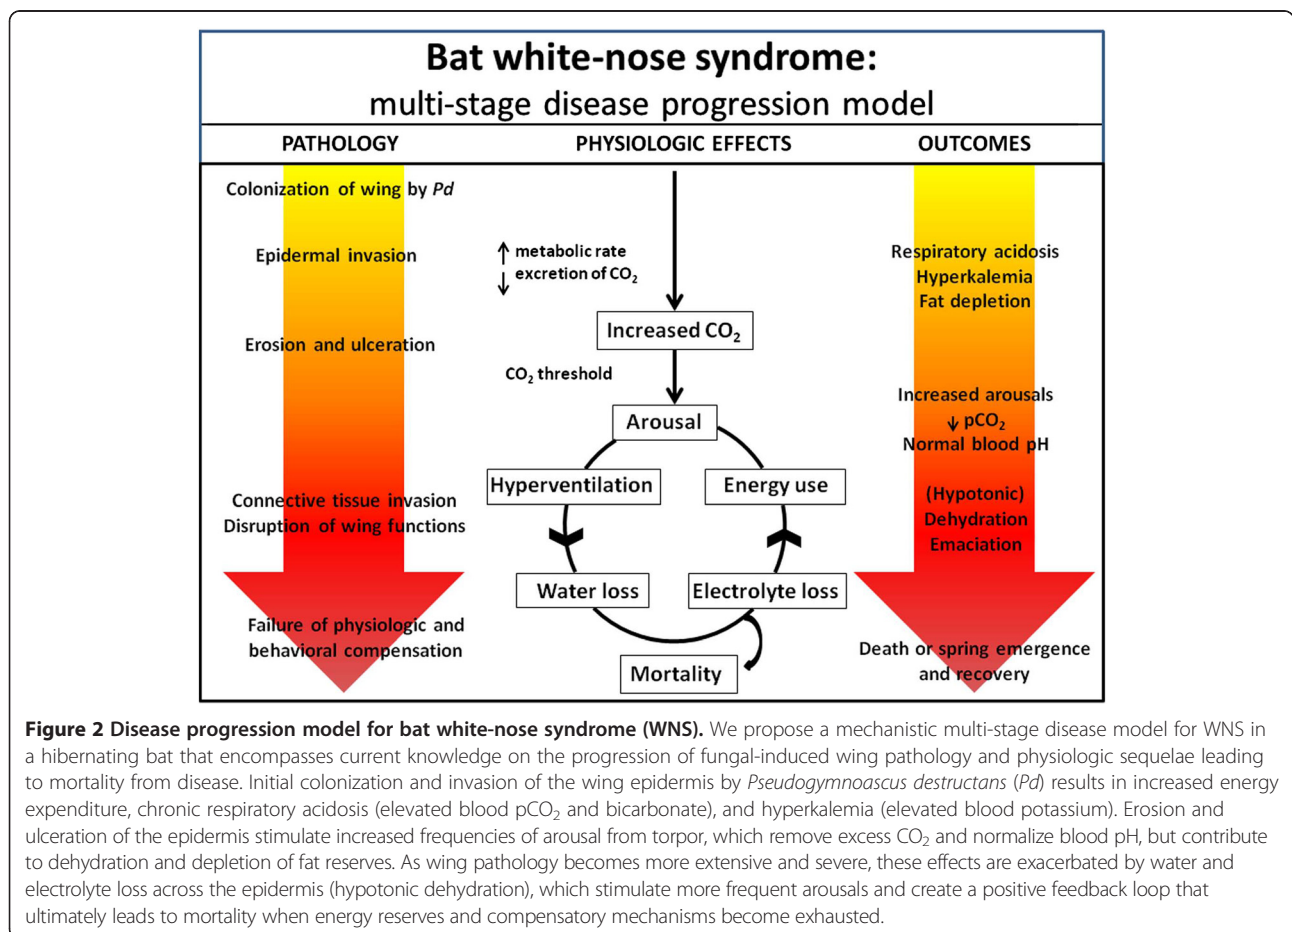 Bat white-nose syndrome:
multi-stage disease progression model
PATHOLOGY
PHYSIOLOGIC EFFECTS
OUTCOMES
Colonization of wing by Pd
Epidermal invasion
Erosion and ulceration
Connective tissue invasion
Disruption of wing functions
Failure of physiologic and
behavioral compensation
↑ metabolic rate
↓ excretion of CO₂
Increased CO₂
CO₂ threshold
Arousal
Hyperventilation
Energy use
Water loss
Electrolyte loss
Mortality
Respiratory acidosis
Hyperkalemia
Fat depletion
Increased arousals
↓ pCO₂
Normal blood pH
(Hypotonic)
Dehydration
Emaciation
Death or spring emergence
and recovery
Figure 2 Disease progression model for bat white-nose syndrome (WNS). We propose a mechanistic multi-stage disease model for WNS in
a hibernating bat that encompasses current knowledge on the progression of fungal-induced wing pathology and physiologic sequelae leading
to mortality from disease. Initial colonization and invasion of the wing epidermis by Pseudogymnoascus destructans (Pd) results in increased energy
expenditure, chronic respiratory acidosis (elevated blood pCO₂ and bicarbonate), and hyperkalemia (elevated blood potassium). Erosion and
ulceration of the epidermis stimulate increased frequencies of arousal from torpor, which remove excess CO₂ and normalize blood pH, but contribute
to dehydration and depletion of fat reserves. As wing pathology becomes more extensive and severe, these effects are exacerbated by water and
electrolyte loss across the epidermis (hypotonic dehydration), which stimulate more frequent arousals and create a positive feedback loop that
ultimately leads to mortality when energy reserves and compensatory mechanisms become exhausted.